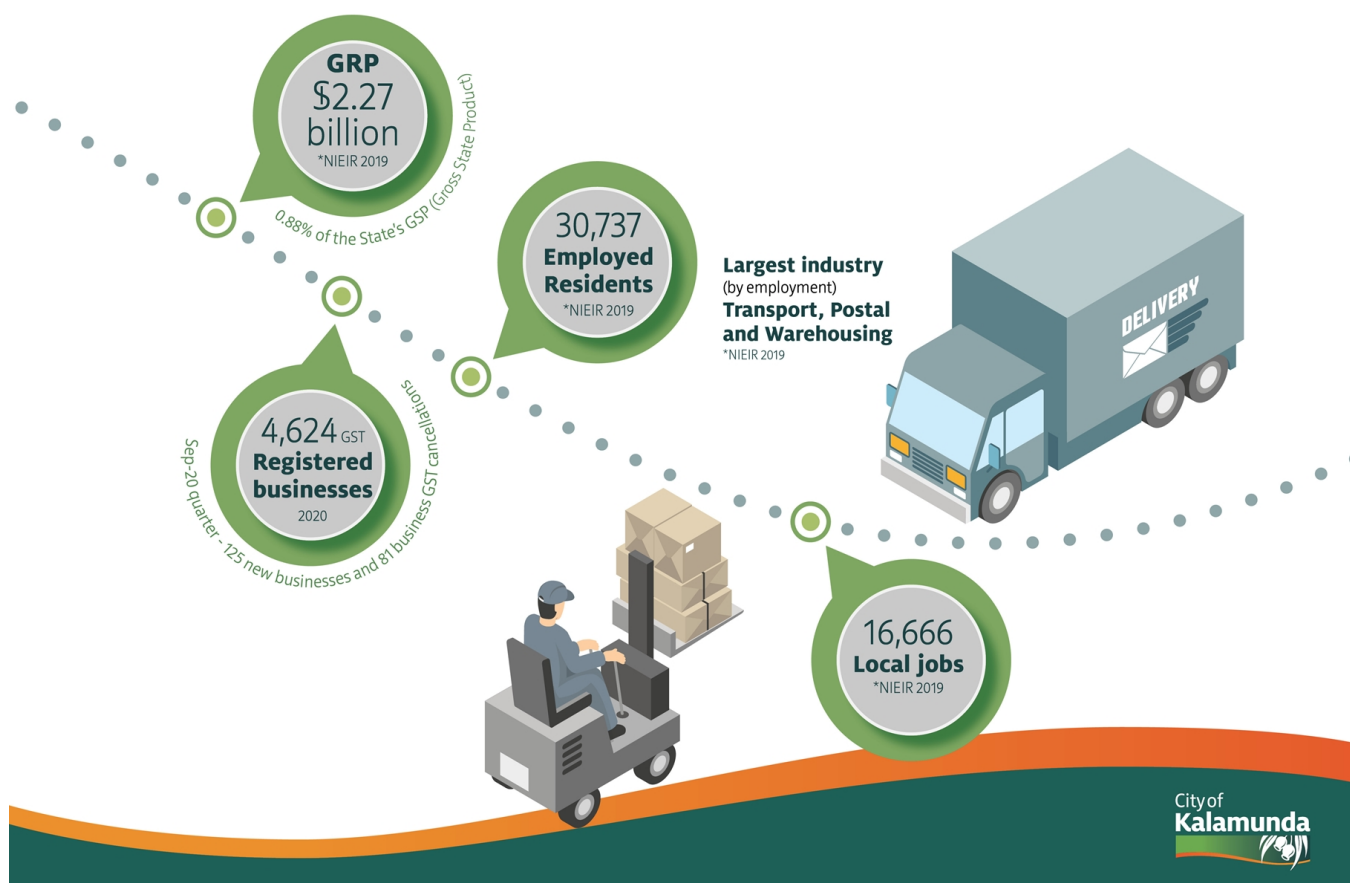 GRP
$2.27
billion
*NIEIR 2019
0.88% of the State's GSP (Gross State Product)
30,737
Employed
Residents
*NIEIR 2019
Largest industry
(by employment)
Transport, Postal
and Warehousing
*NIEIR 2019
DELIVERY
4,624 GST
Registered
businesses
2020
Sep-20 quarter - 125 new businesses and 81 business GST cancellations
16,666
Local jobs
*NIEIR 2019
City of
Kalamunda